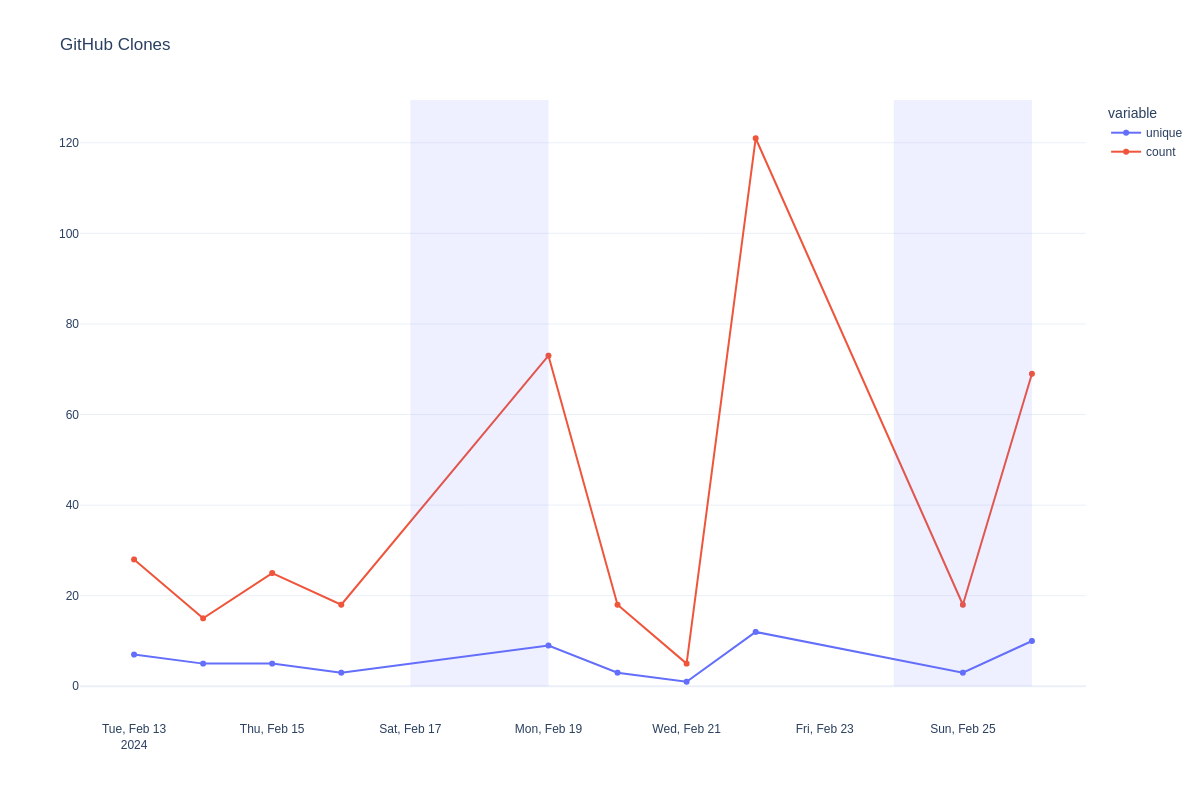 GitHub Clones
variable
unique
count
120
100
80
60
40
20
0
Tue, Feb 13
2024
Thu, Feb 15
Sat, Feb 17
Mon, Feb 19
Wed, Feb 21
Fri, Feb 23
Sun, Feb 25